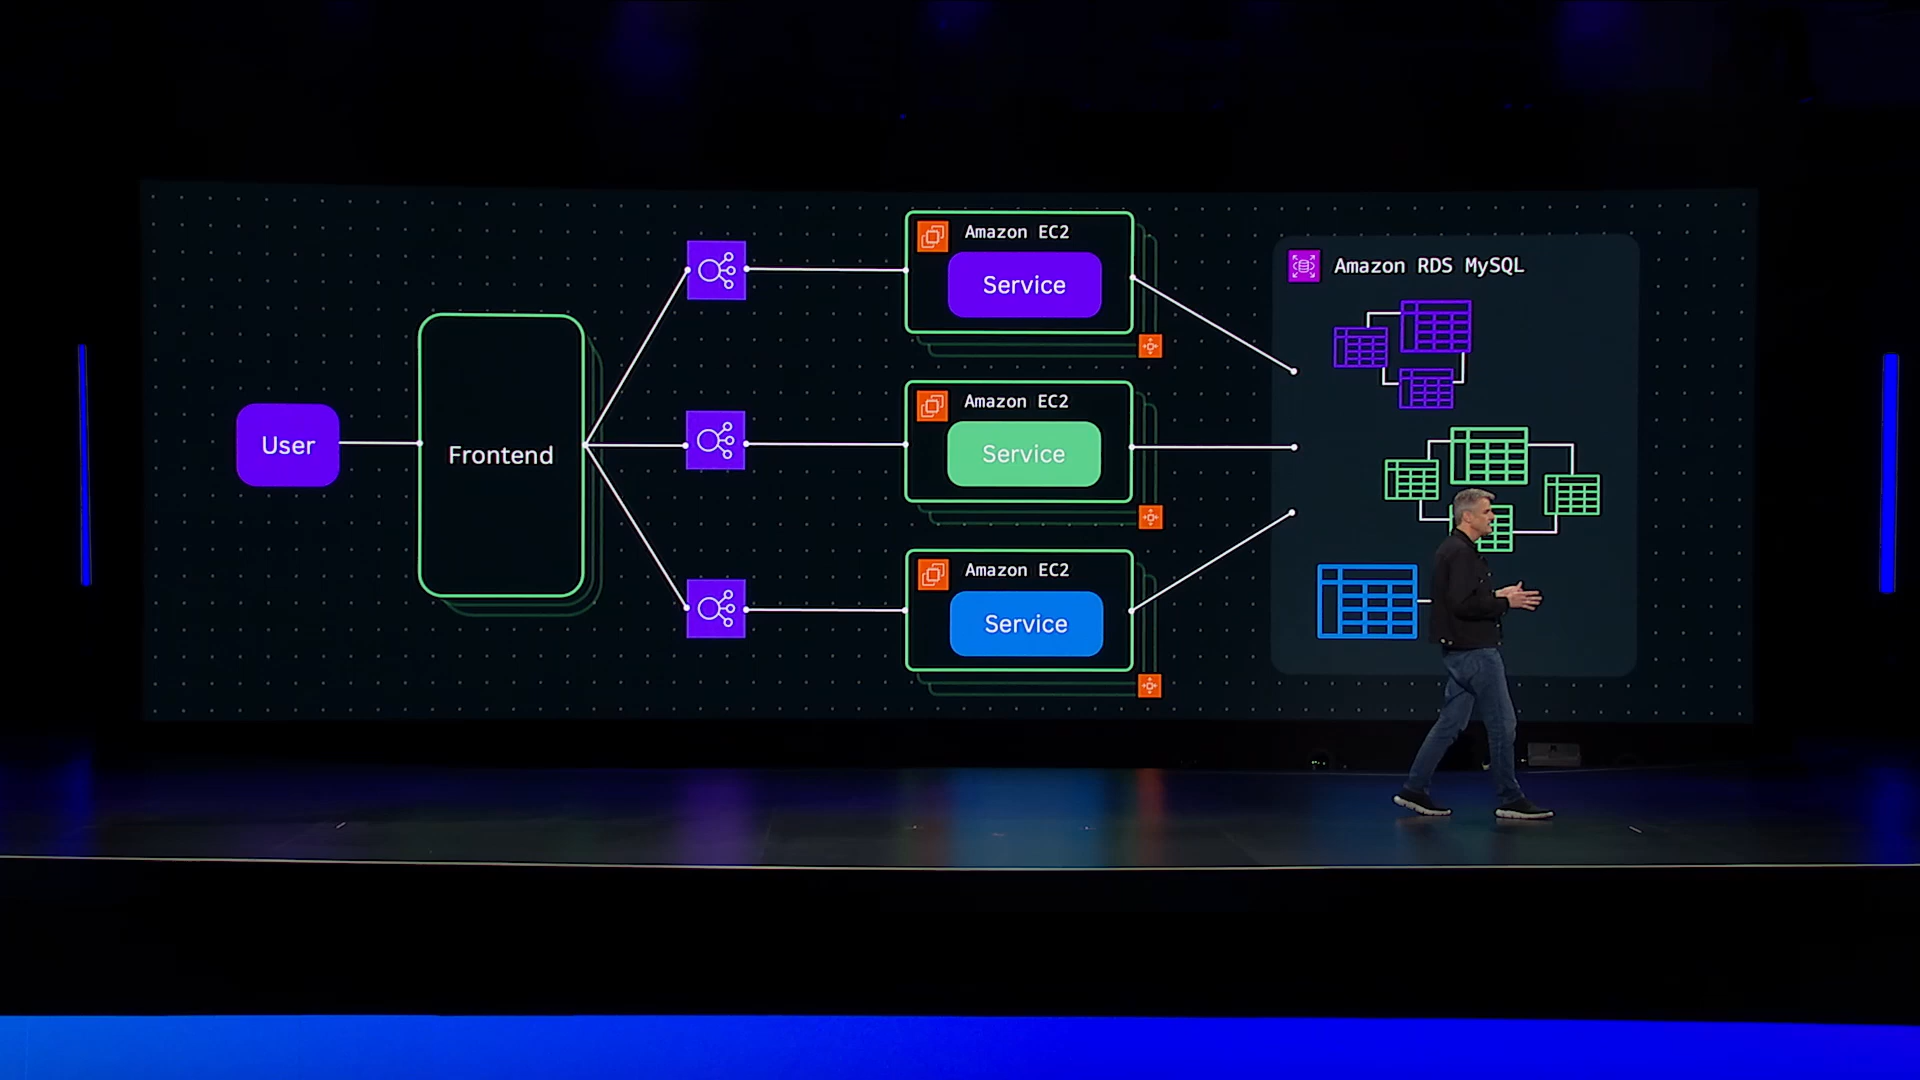 User
Frontend
Amazon EC2
Service
Amazon EC2
Service
Amazon EC2
Service
Amazon RDS MySQL